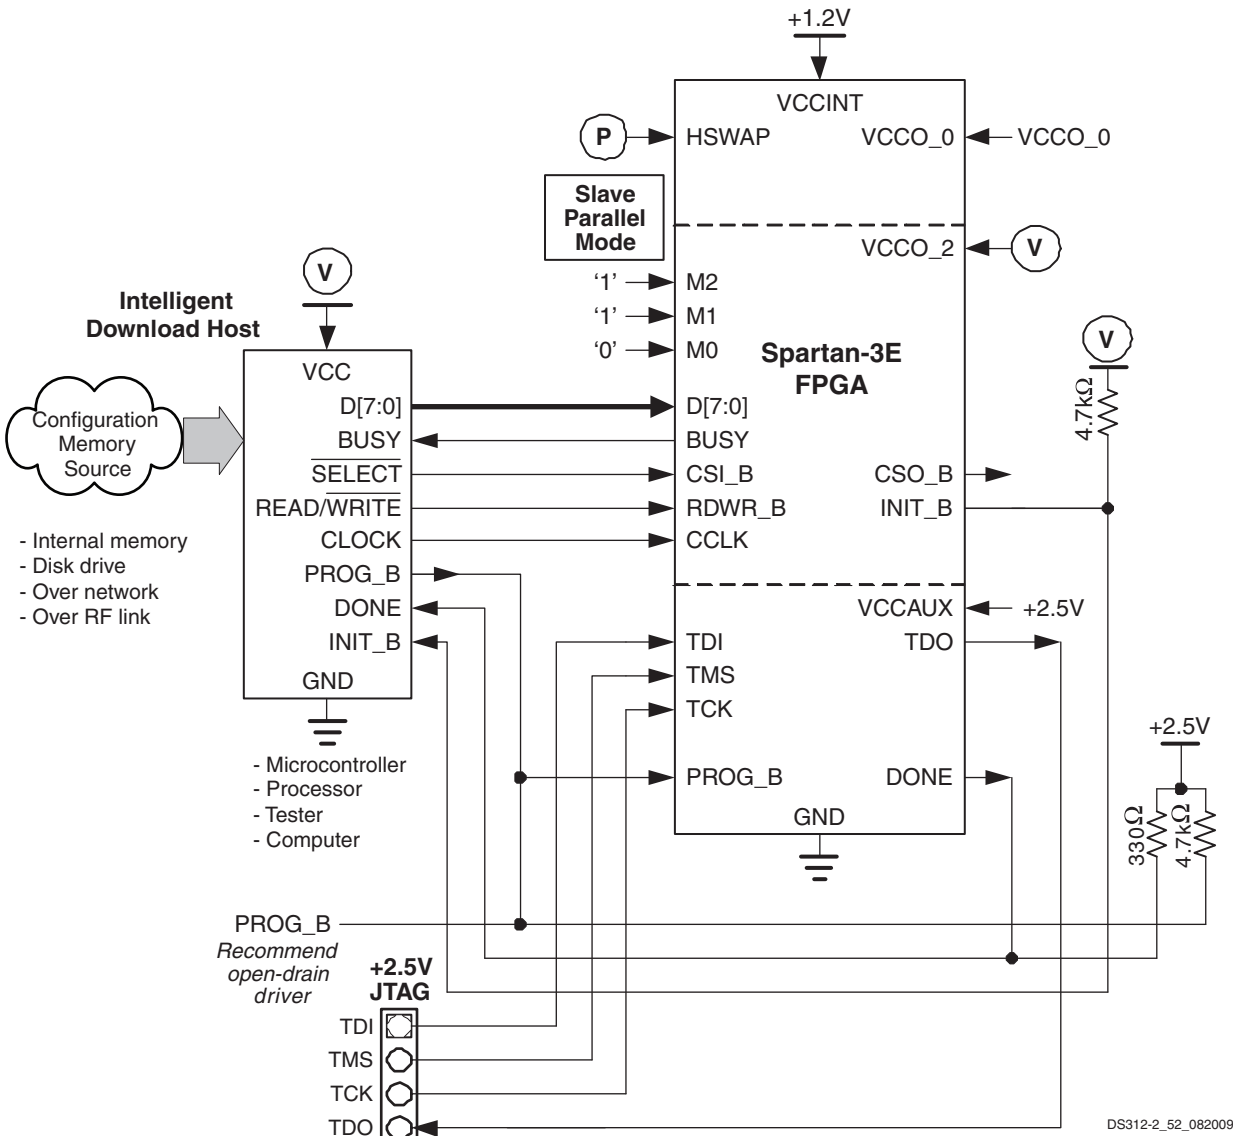 +1.2V
VCCINT
P
HSWAP
VCCO_0
VCCO_0
Slave
Parallel
Mode
VCCO_2
V
V
Intelligent
Download Host
‘1’
M2
‘1’
M1
‘0’
M0
Spartan-3E
FPGA
V
4.7kΩ
VCC
Configuration
Memory
Source
D[7:0]
D[7:0]
BUSY
BUSY
SELECT
CSI_B
CSO_B
READ/WRITE
RDWR_B
INIT_B
CLOCK
CCLK
PROG_B
DONE
INIT_B
GND
- Internal memory
- Disk drive
- Over network
- Over RF link
VCCAUX
+2.5V
TDI
TDO
TMS
TCK
+2.5V
- Microcontroller
- Processor
- Tester
- Computer
PROG_B
DONE
GND
330Ω
4.7kΩ
PROG_B
Recommend
open-drain
driver
+2.5V
JTAG
TDI
TMS
TCK
TDO
DS312-2_52_082009